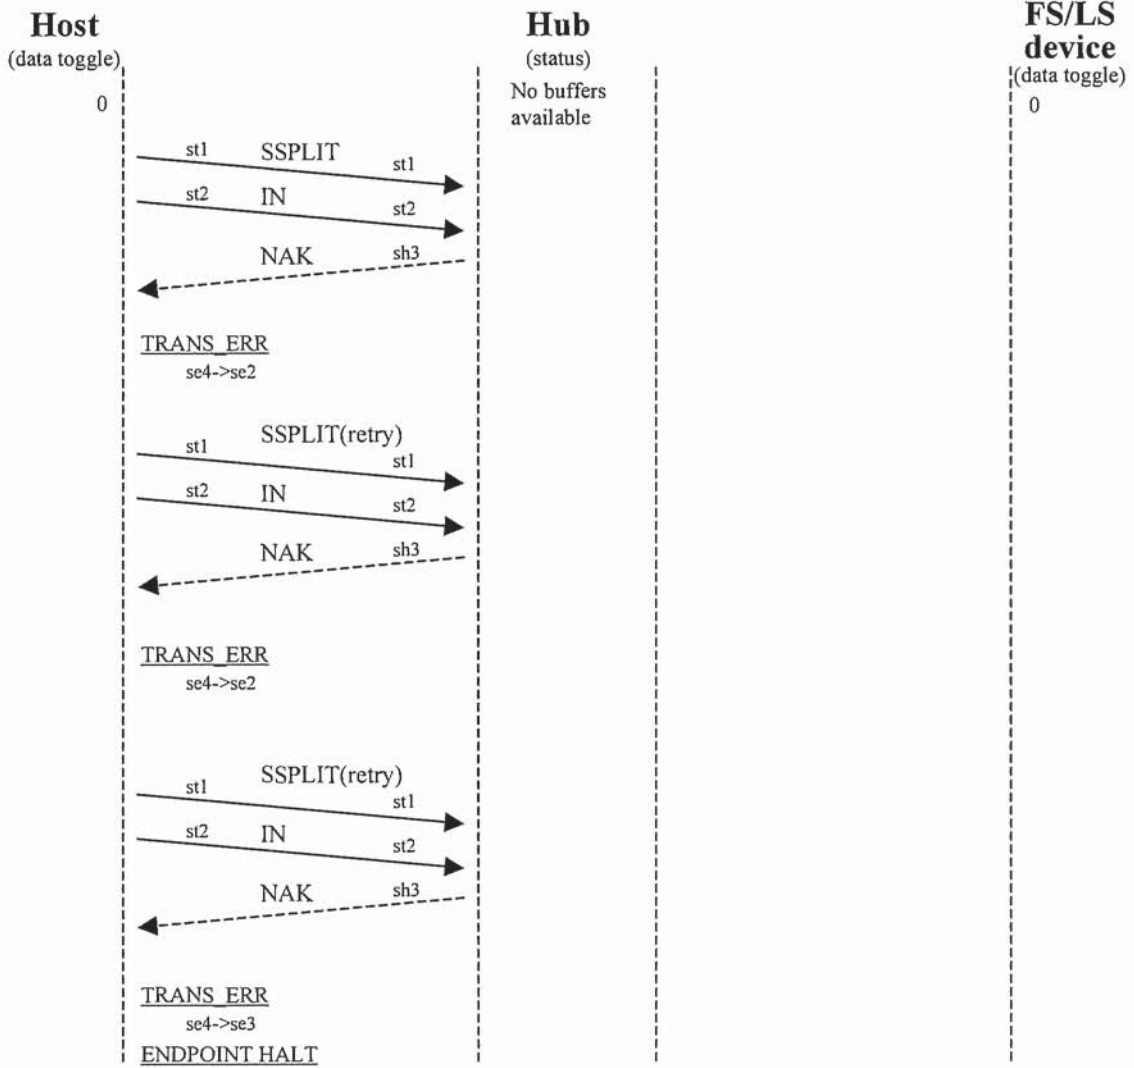 Host
(data toggle)
0
Hub
(status)
No buffers
available
FS/LS
device
(data toggle)
0
st1 SSPLIT st1
st2 IN st2
NAK sh3
TRANS_ERR
se4->se2
SSPLIT(retry)
st1 st1
st2 IN st2
NAK sh3
TRANS_ERR
se4->se2
SSPLIT(retry)
st1 st1
st2 IN st2
NAK sh3
TRANS_ERR
se4->se3
ENDPOINT HALT